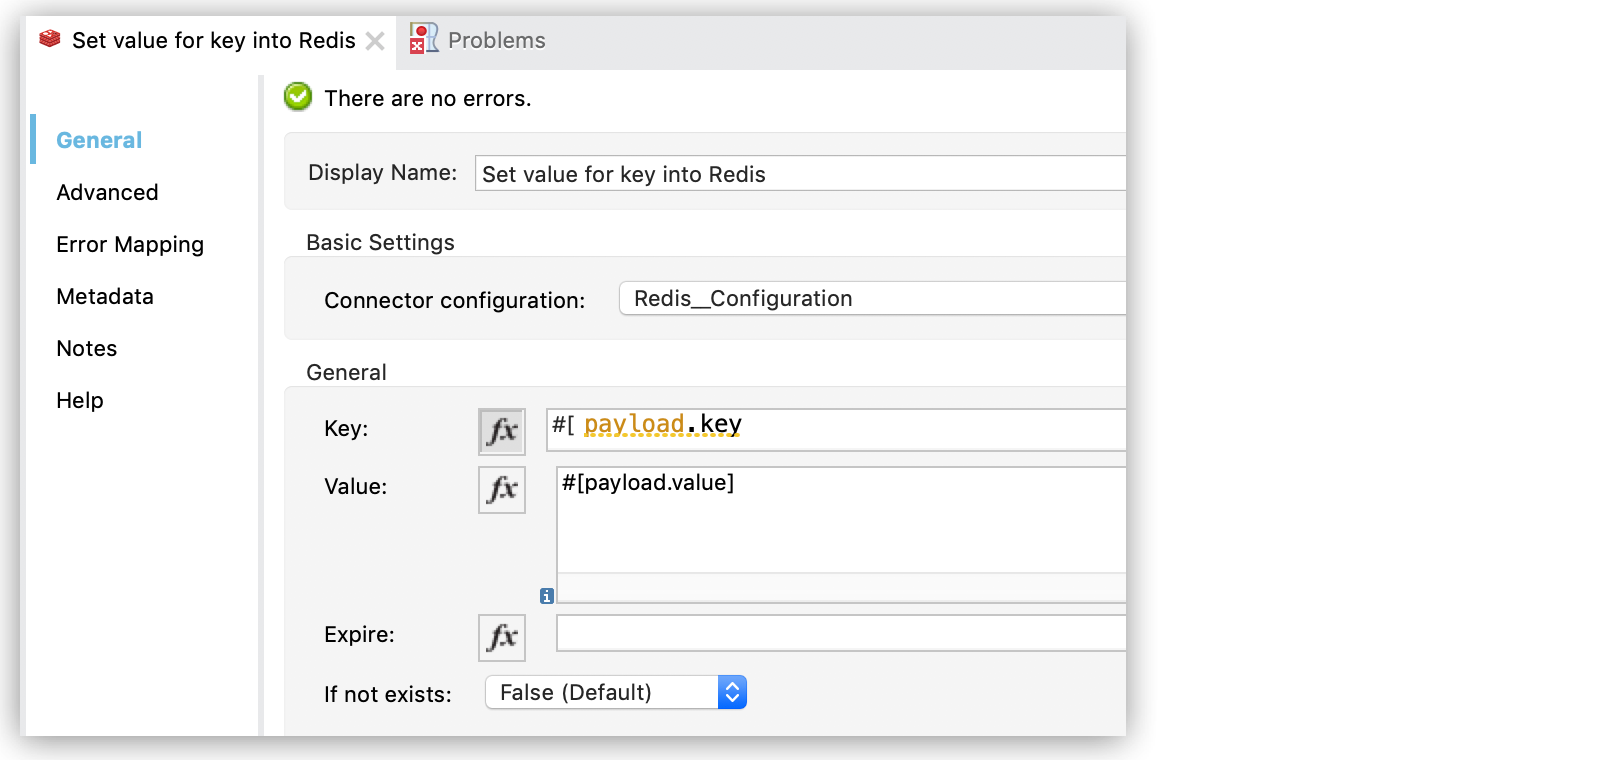 Set value for key into Redis
Problems
There are no errors.
General
Advanced
Error Mapping
Metadata
Notes
Help
Display Name: Set value for key into Redis
Basic Settings
Connector configuration: Redis__Configuration
General
Key: fx #[ payload.key
Value: fx #[payload.value]
i
Expire: fx
If not exists: False (Default)